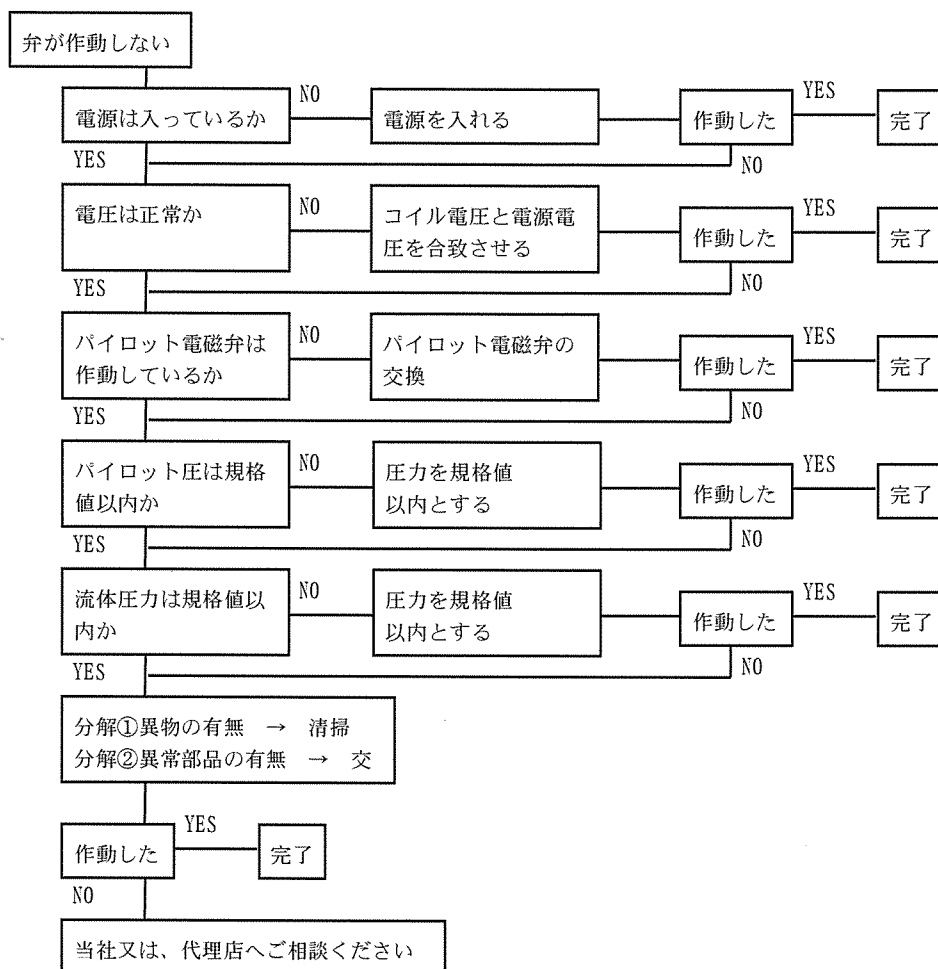 弁が作動しない
電源は入っているか
NO
電源を入れる
作動した
YES
完了
YES
NO
電圧は正常か
NO
コイル電圧と電源電
圧を合致させる
作動した
YES
完了
YES
NO
パイロット電磁弁は
作動しているか
NO
パイロット電磁弁の
交換
作動した
YES
完了
YES
NO
パイロット圧は規格
値以内か
NO
圧力を規格値
以内とする
作動した
YES
完了
YES
NO
流体圧力は規格値以
内か
NO
圧力を規格値
以内とする
作動した
YES
完了
YES
NO
分解①異物の有無 → 清掃
分解②異常部品の有無 → 交
作動した
YES
完了
NO
当社又は、代理店へご相談ください